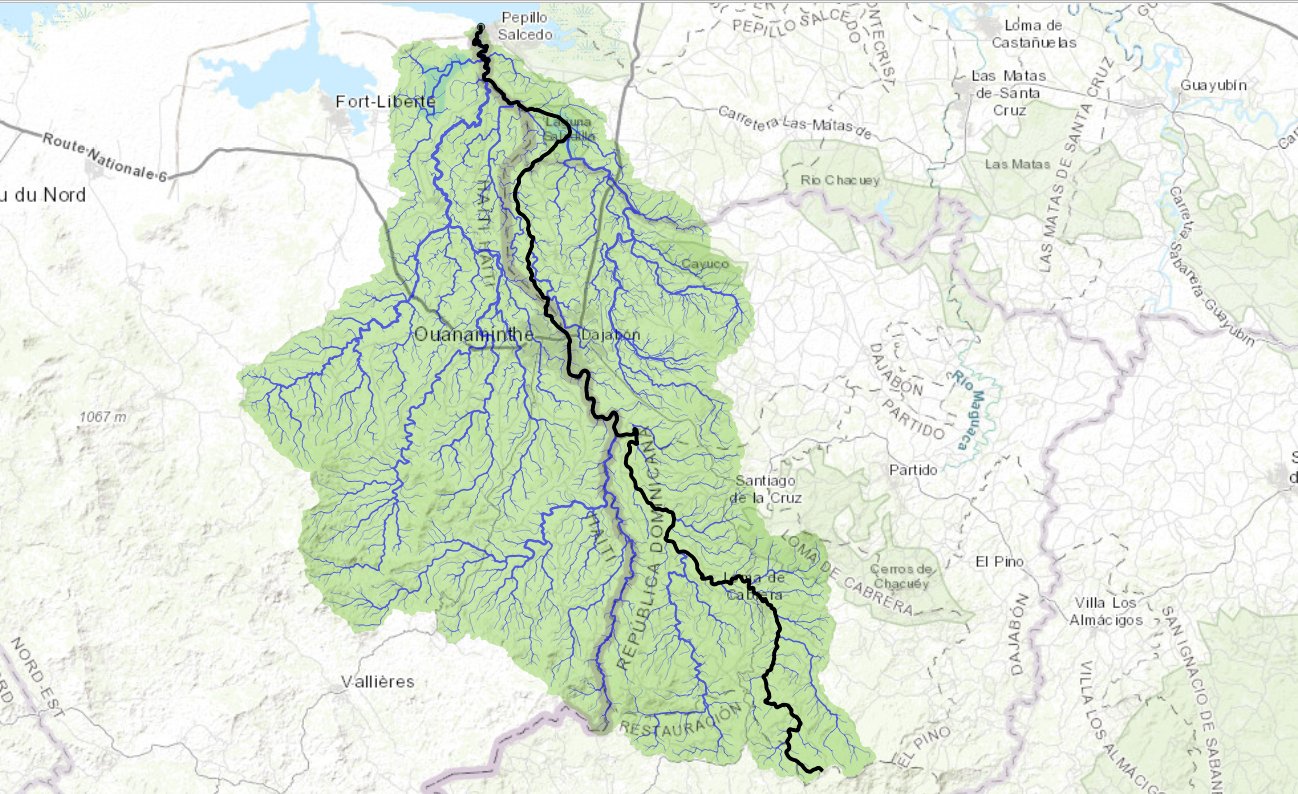 Pepillo
Salcedo
PEPILLO SALCEDO
MONTECRIST
Loma de
Castañuelas
Las Matas
de Santa
Cruz
Guayubín
Fort-Liberté
Laguna
Saladillo
Carretera-Las-Matas-de
Route-Nationale-6
Las Matas
LAS MATAS DE SANTA CRUZ
u du Nord
Río Chacuey
HAITI
HAITI
Carretera-Sabaneta-Guayubín
Cayuco
Ouanaminthe
Dajabón
DAJABÓN
PARTIDO
Río Maguaca
1067 m
Partido
Santiago
de la Cruz
REPÚBLICA DOMINICANA
HAITI
LOMA DE CABRERA
Cerros de
Chacuéy
El Pino
Loma de
Cabrera
Villa Los
Almácigos
DAJABÓN
SAN IGNACIO DE SABANE
NORD-EST
Vallières
VILLA LOS ALMÁCIGO
RESTAURACIÓN
EL PINO